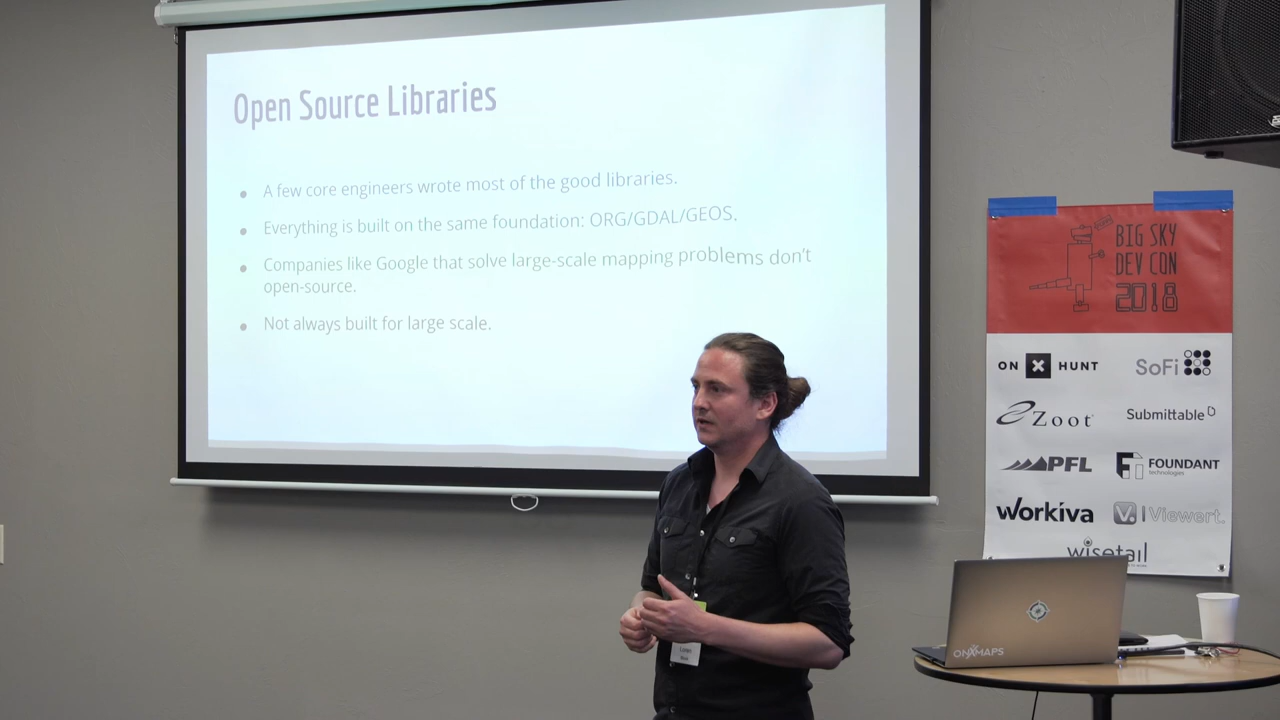 Open Source Libraries
A few core engineers wrote most of the good libraries.
Everything is built on the same foundation: ORG/GDAL/GEOS.
Companies like Google that solve large-scale mapping problems don't
open-source.
Not always built for large scale.
BIG SKY
DEV CON
2018
ON X HUNT
SoFi
Zoot
Submittable
PFL
FOUNDANT
technologies
Workiva
V. Viewert.
wisetail
ONXMAPS